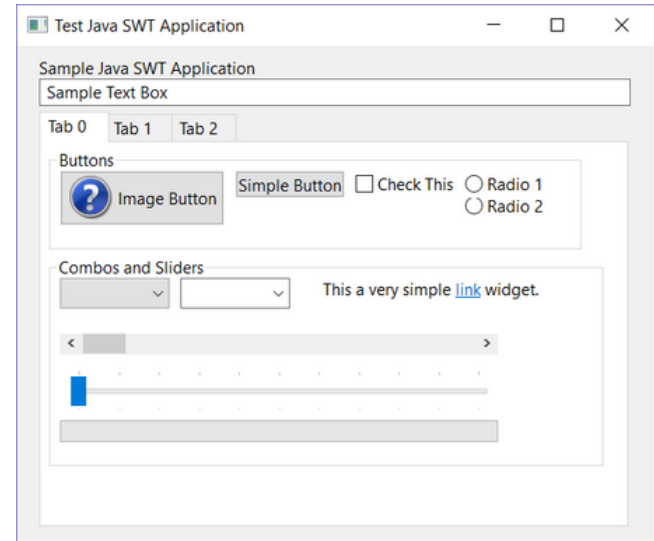 Test Java SWT Application
Sample Java SWT Application
Sample Text Box
Tab 0 Tab 1 Tab 2
Buttons
Image Button Simple Button Check This Radio 1
Radio 2
Combos and Sliders
This a very simple link widget.